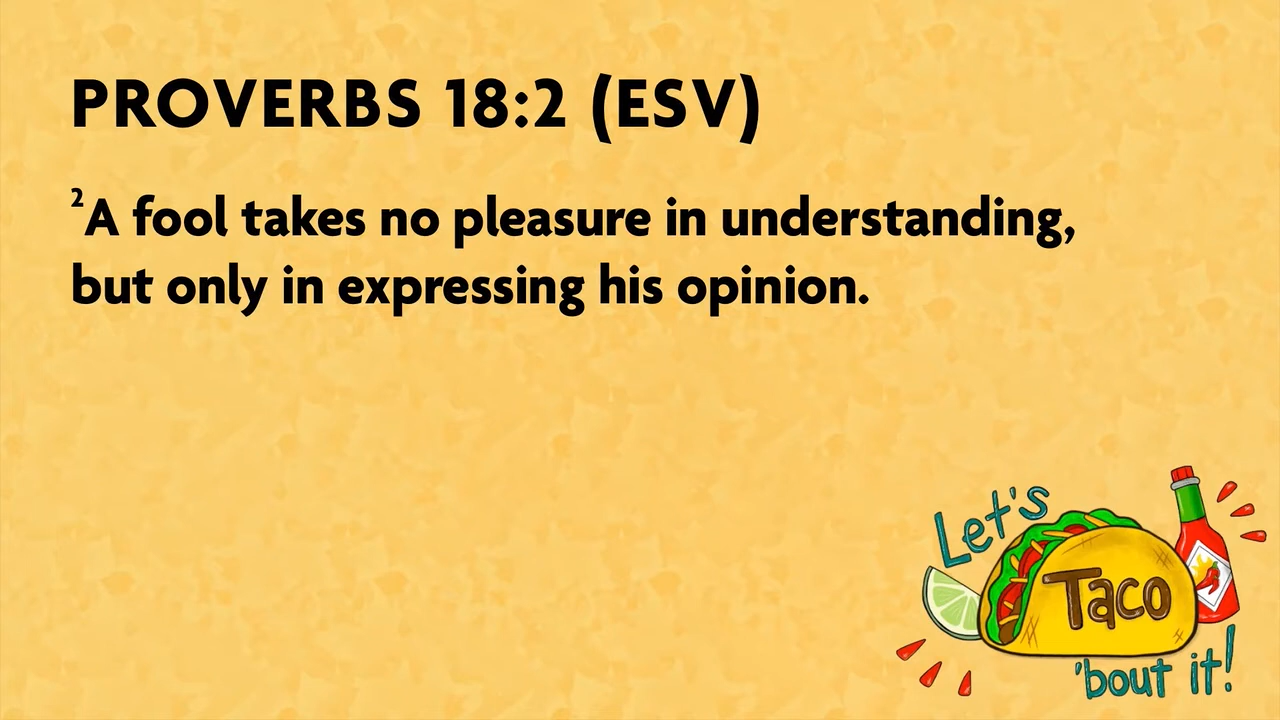 PROVERBS 18:2 (ESV)
²A fool takes no pleasure in understanding,
but only in expressing his opinion.
Let's
Taco
'bout it!